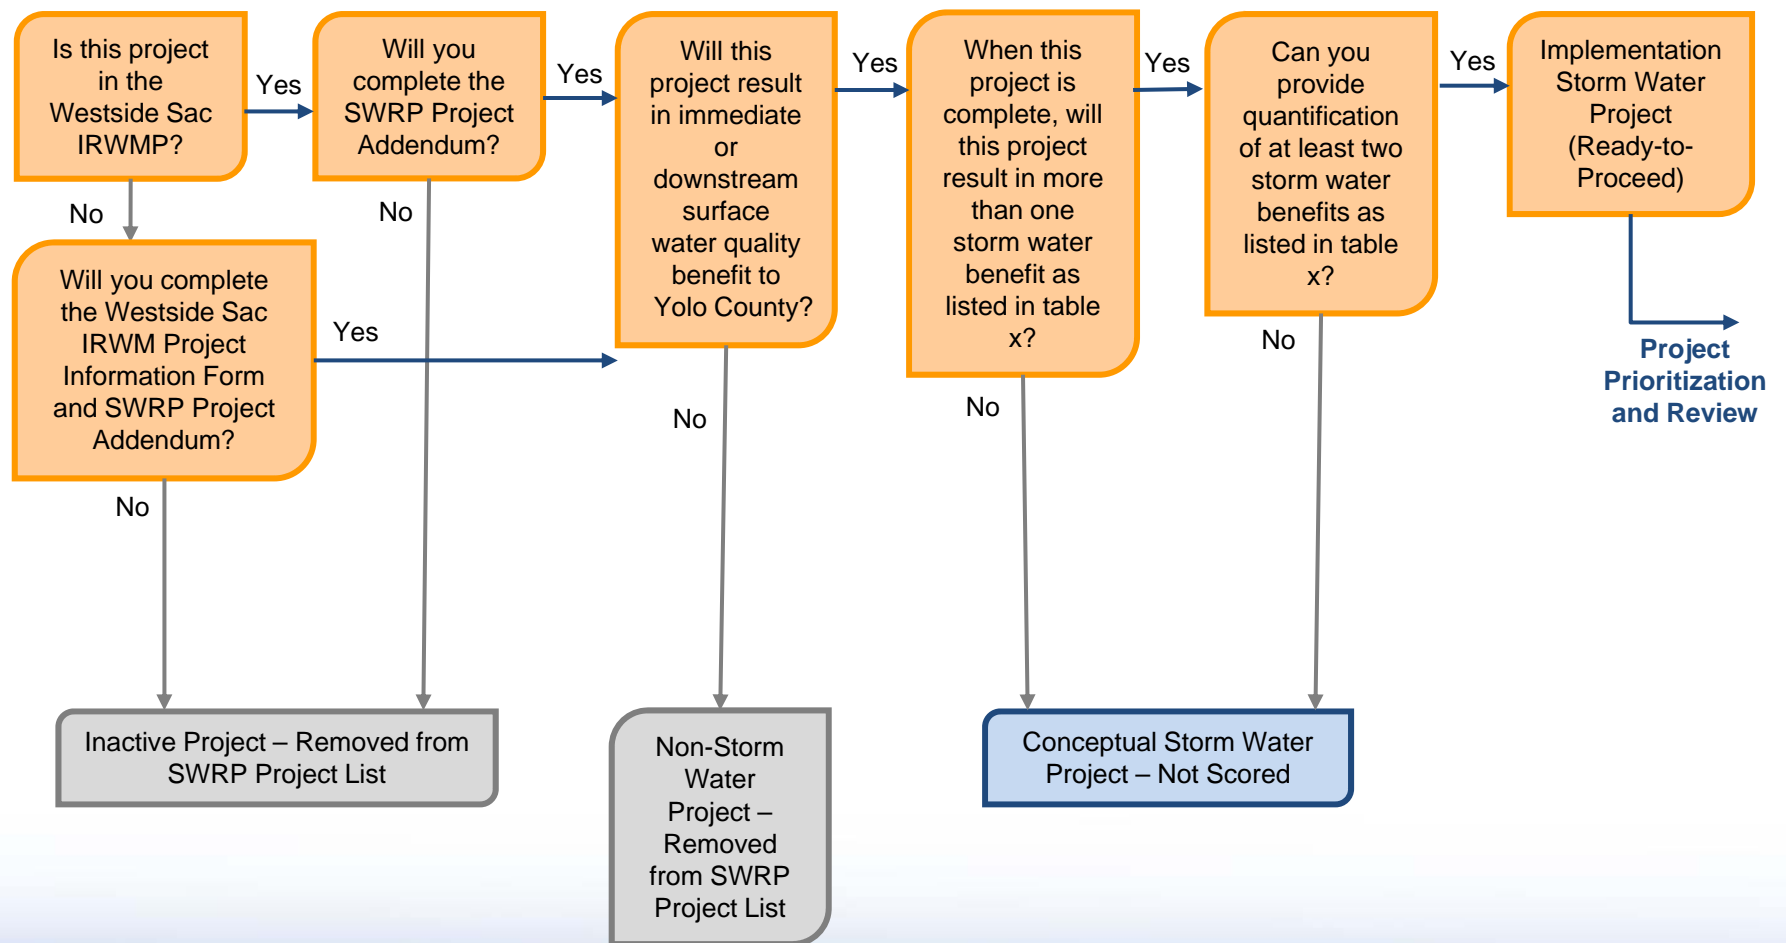 Is this project
in the
Westside Sac
IRWMP?
Yes
Will you
complete the
SWRP Project
Addendum?
Yes
Will this
project result
in immediate
or
downstream
surface
water quality
benefit to
Yolo County?
Yes
When this
project is
complete, will
this project
result in more
than one
storm water
benefit as
listed in table
x?
Yes
Can you
provide
quantification
of at least two
storm water
benefits as
listed in table
x?
Yes
Implementation
Storm Water
Project
(Ready-to-
Proceed)
No
No
Will you complete
the Westside Sac
IRWM Project
Information Form
and SWRP Project
Addendum?
Yes
No
No
No
No
Project
Prioritization
and Review
Inactive Project – Removed from
SWRP Project List
Non-Storm
Water
Project –
Removed
from SWRP
Project List
Conceptual Storm Water
Project – Not Scored